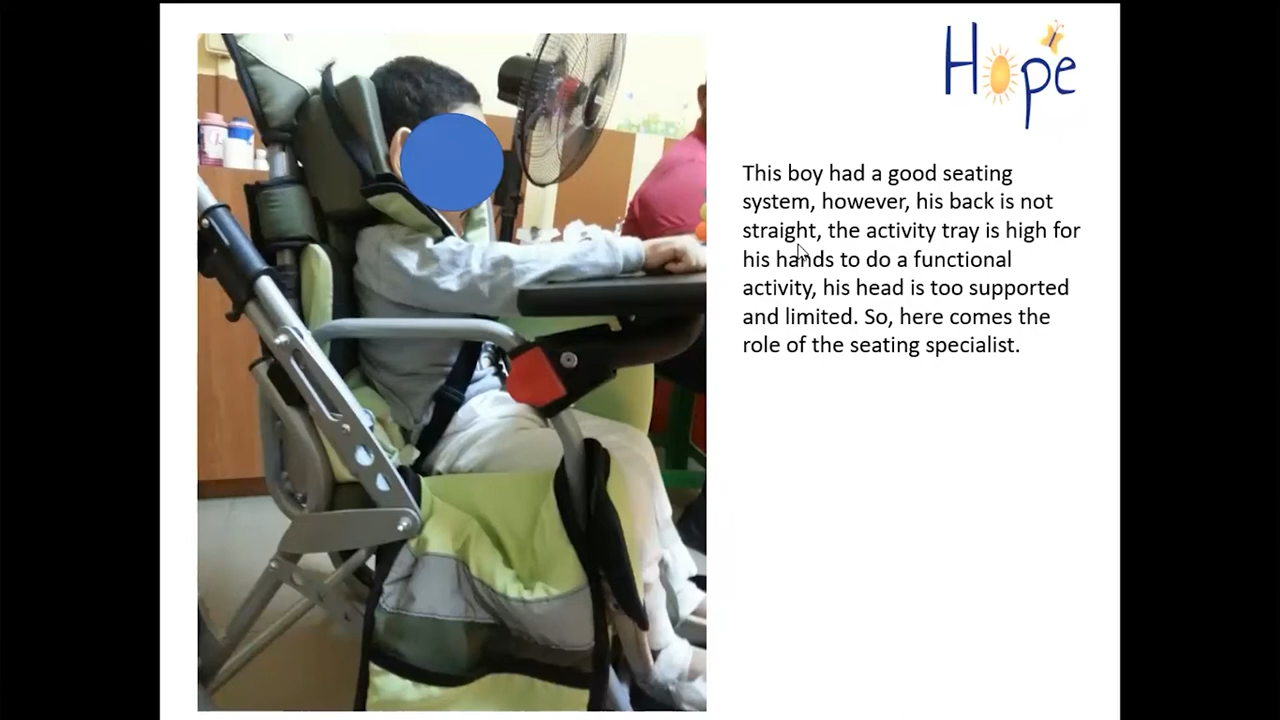 Hope
This boy had a good seating
system, however, his back is not
straight, the activity tray is high for
his hands to do a functional
activity, his head is too supported
and limited. So, here comes the
role of the seating specialist.